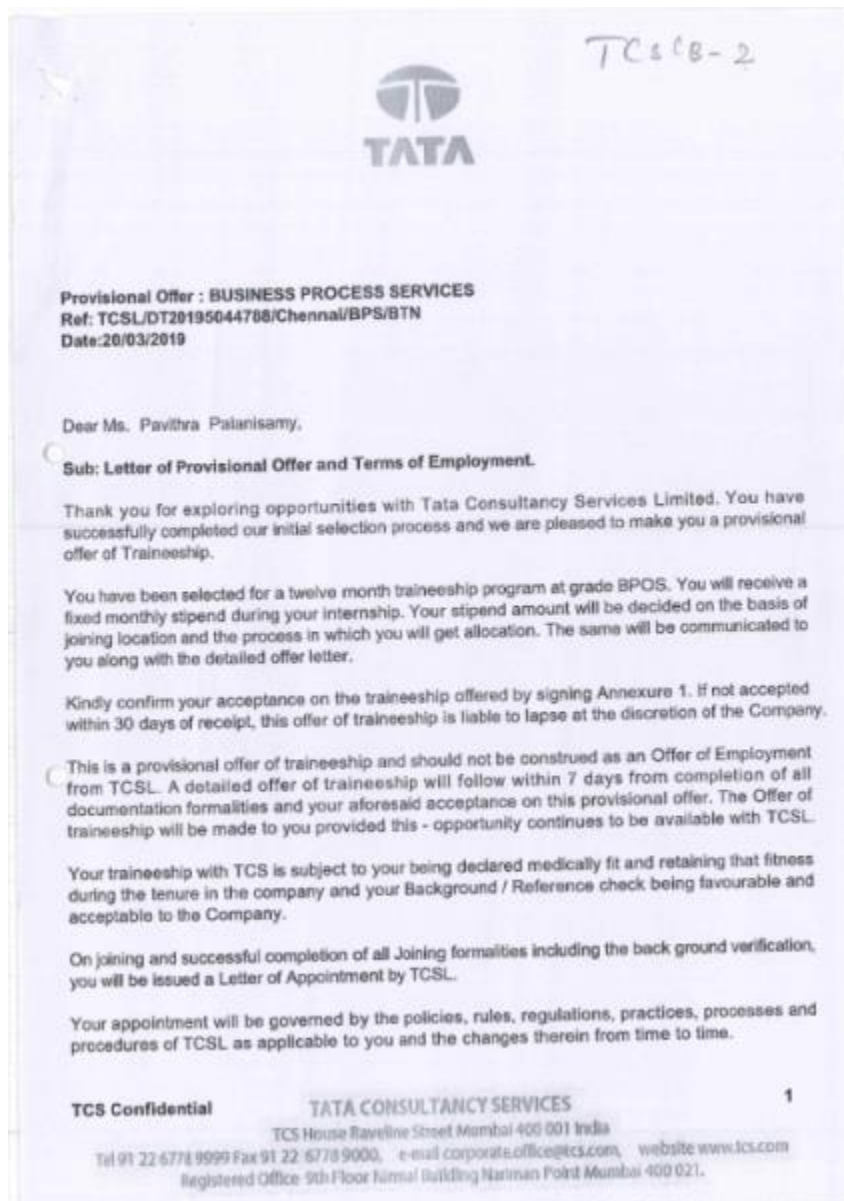 TCSCB-2
TATA
Provisional Offer : BUSINESS PROCESS SERVICES
Ref: TCSL/DT20195044788/Chennai/BPS/BTN
Date:20/03/2019
Dear Ms. Pavithra Palanisamy,
Sub: Letter of Provisional Offer and Terms of Employment.
Thank you for exploring opportunities with Tata Consultancy Services Limited. You have
successfully completed our initial selection process and we are pleased to make you a provisional
offer of Traineeship.
You have been selected for a twelve month traineeship program at grade BPOS. You will receive a
fixed monthly stipend during your internship. Your stipend amount will be decided on the basis of
joining location and the process in which you will get allocation. The same will be communicated to
you along with the detailed offer letter.
Kindly confirm your acceptance on the traineeship offered by signing Annexure 1. If not accepted
within 30 days of receipt, this offer of traineeship is liable to lapse at the discretion of the Company.
This is a provisional offer of traineeship and should not be construed as an Offer of Employment
from TCSL. A detailed offer of traineeship will follow within 7 days from completion of all
documentation formalities and your aforesaid acceptance on this provisional offer. The Offer of
traineeship will be made to you provided this - opportunity continues to be available with TCSL.
Your traineeship with TCS is subject to your being declared medically fit and retaining that fitness
during the tenure in the company and your Background / Reference check being favourable and
acceptable to the Company.
On joining and successful completion of all Joining formalities including the back ground verification,
you will be issued a Letter of Appointment by TCSL.
Your appointment will be governed by the policies, rules, regulations, practices, processes and
procedures of TCSL as applicable to you and the changes therein from time to time.
TCS Confidential
1
TATA CONSULTANCY SERVICES
TCS House Raveline Street Mumbai 400 001 India
Tel 91 22 6778 9999 Fax 91 22 6778 9000, e-mail corporate.office@tcs.com, website www.tcs.com
Registered Office 9th Floor Nirmal Building Nariman Point Mumbai 400 021.